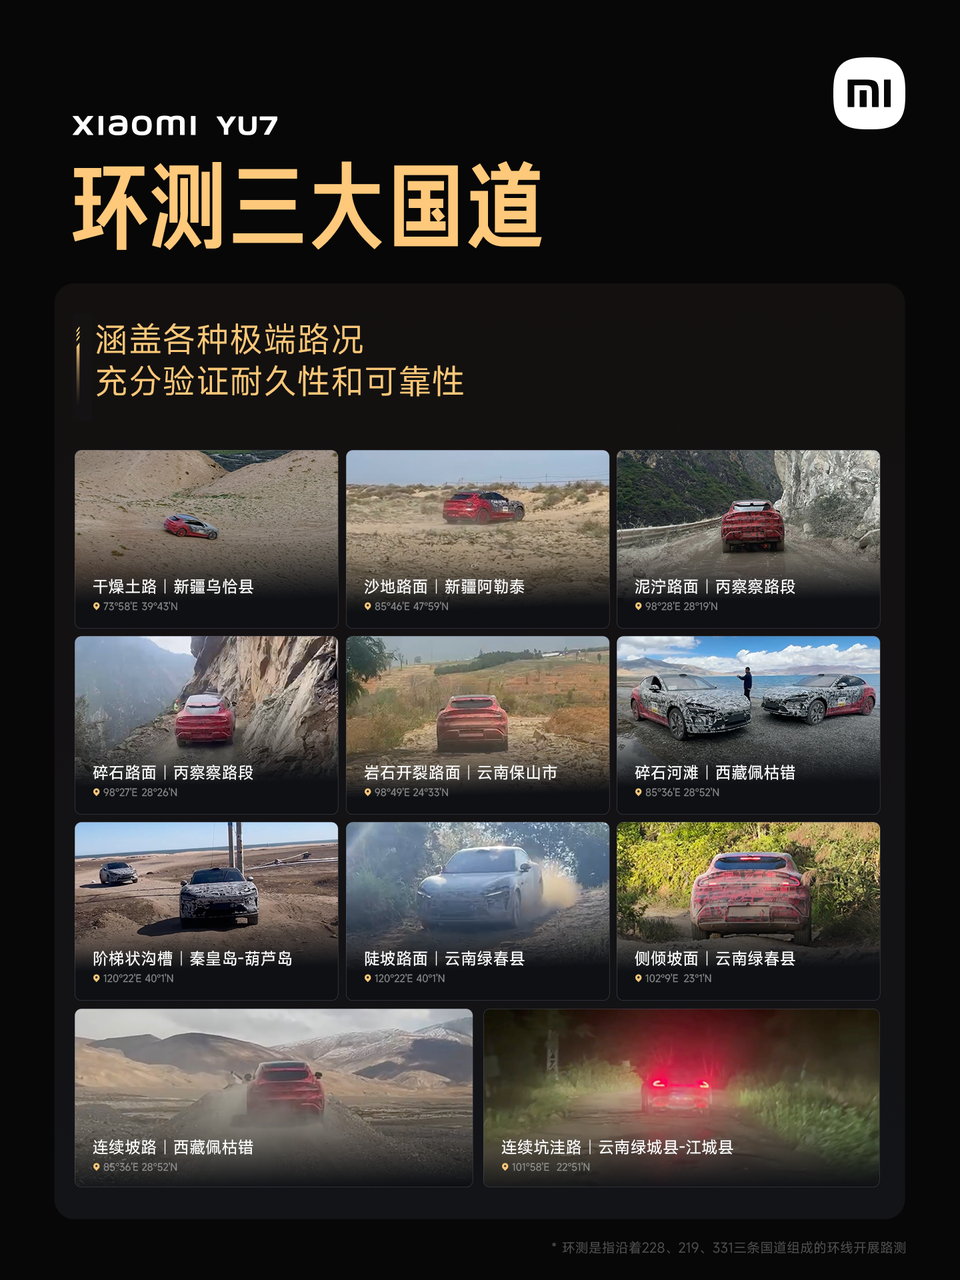 mi
xiaomi YU7
环测三大国道
涵盖各种极端路况
充分验证耐久性和可靠性
干燥土路｜新疆乌恰县
73°58'E 39°43'N
沙地路面｜新疆阿勒泰
85°46'E 47°59'N
泥泞路面｜丙察察路段
98°28'E 28°19'N
碎石路面｜丙察察路段
98°27'E 28°26'N
岩石开裂路面｜云南保山市
98°49'E 24°33'N
碎石河滩｜西藏佩枯错
85°36'E 28°52'N
阶梯状沟槽｜秦皇岛-葫芦岛
120°22'E 40°1'N
陡坡路面｜云南绿春县
120°22'E 40°1'N
侧倾坡面｜云南绿春县
102°9'E 23°1'N
连续坡路｜西藏佩枯错
85°36'E 28°52'N
连续坑洼路｜云南绿城县-江城县
101°58'E 22°51'N
* 环测是指沿着228、219、331三条国道组成的环线开展路测